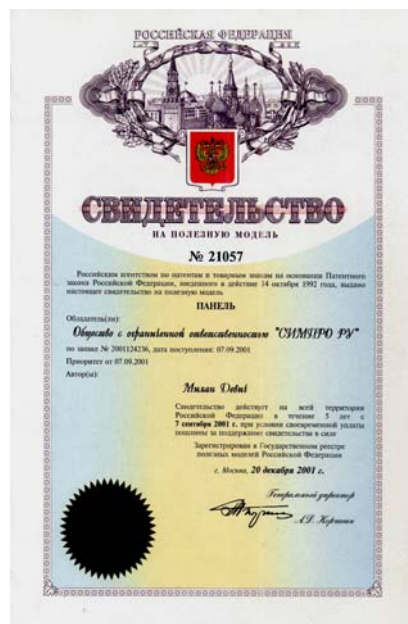 РОССИЙСКАЯ ФЕДЕРАЦИЯ
СВИДЕТЕЛЬСТВО
НА ПОЛЕЗНУЮ МОДЕЛЬ
№ 21057
Российским агентством по патентам и товарным знакам на основании Патентного
закона Российской Федерации, введенного в действие 14 октября 1992 года, выдано
настоящее свидетельство на полезную модель
ПАНЕЛЬ
Обладатель(ли):
Общество с ограниченной ответственностью "СИМПРО РУ"
по заявке № 2001124236, дата поступления: 07.09.2001
Приоритет от 07.09.2001
Автор(ы):
Милан
Свидетельство действует на всей территории
Российской Федерации в течение 5 лет с
7 сентября 2001 г. при условии своевременной уплаты
пошлины за поддержание свидетельства в силе
Зарегистрировано в Государственном реестре
полезных моделей Российской Федерации
г. Москва, 20 декабря 2001 г.
Генеральный директор
А.Д. Корчагин